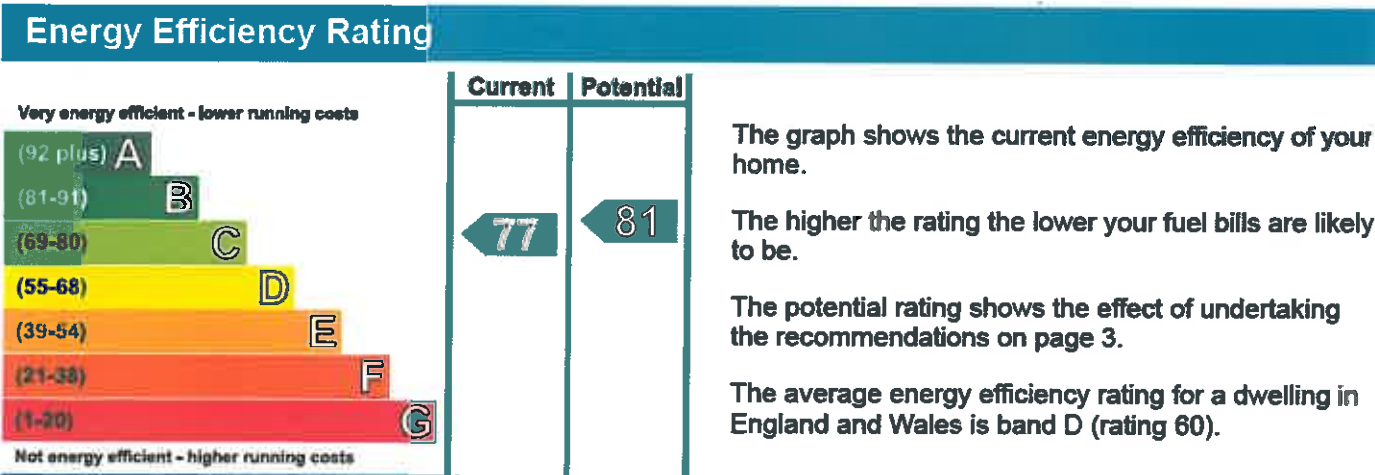 Energy Efficiency Rating
Current Potential
Very energy efficient - lower running costs
(92 plus) A
(81-91) B
(69-80) C
(55-68) D
(39-54) E
(21-38) F
(1-20) G
Not energy efficient - higher running costs
77 81
The graph shows the current energy efficiency of your
home.
The higher the rating the lower your fuel bills are likely
to be.
The potential rating shows the effect of undertaking
the recommendations on page 3.
The average energy efficiency rating for a dwelling in
England and Wales is band D (rating 60).